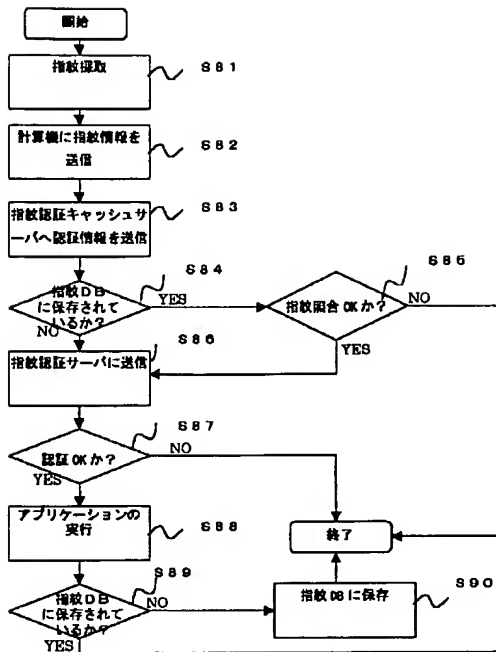 開始
指紋採取
S81
計算機に指紋情報を
送信
S82
指紋認証キャッシュサ
ーバへ認証情報を送信
S83
指紋DB
に保存されて
いるか?
S84
YES
NO
指紋照合OKか?
S85
NO
YES
指紋認証サーバに送信
S86
認証OKか?
S87
NO
YES
アプリケーションの
実行
S88
終了
指紋DB
に保存されて
いるか?
S89
NO
YES
指紋DBに保存
S90